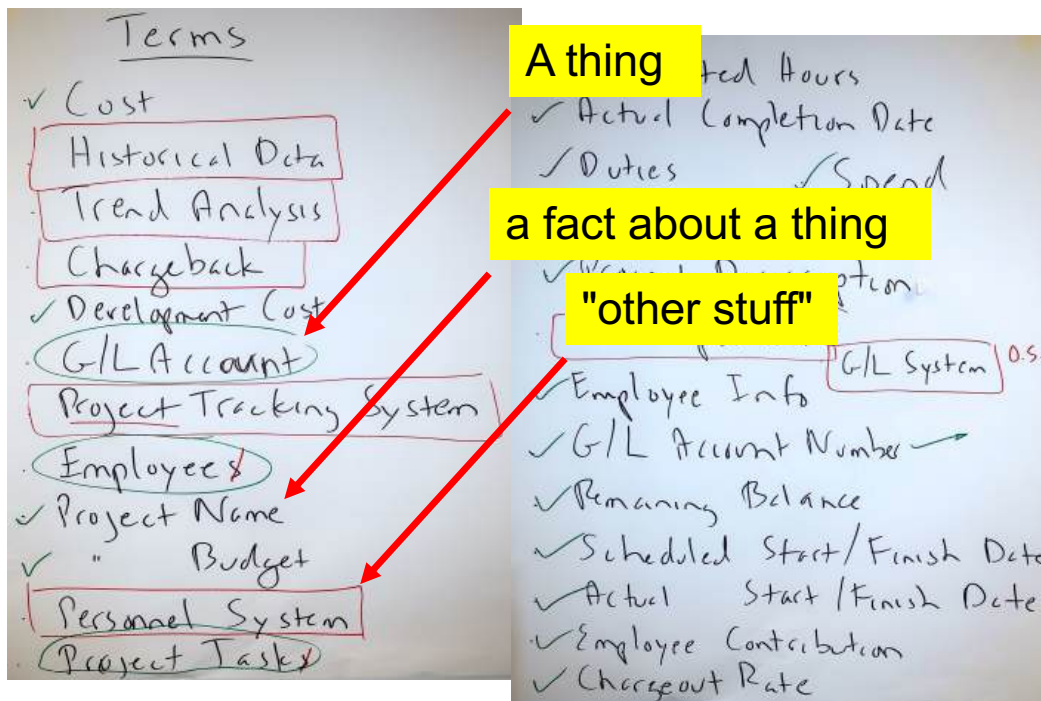 Terms
Cost
Historical Data
Trend Analysis
Chargeback
Development Cost
G/L Account
Project Tracking System
Employees
Project Name
" Budget
Personnel System
Project Tasks
A thing
a fact about a thing
"other stuff"
Hours
Actual Completion Date
Duties
Spend
G/L System
Employee Info
G/L Account Number
Remaining Balance
Scheduled Start/Finish Date
Actual Start/Finish Date
Employee Contribution
Chargeout Rate